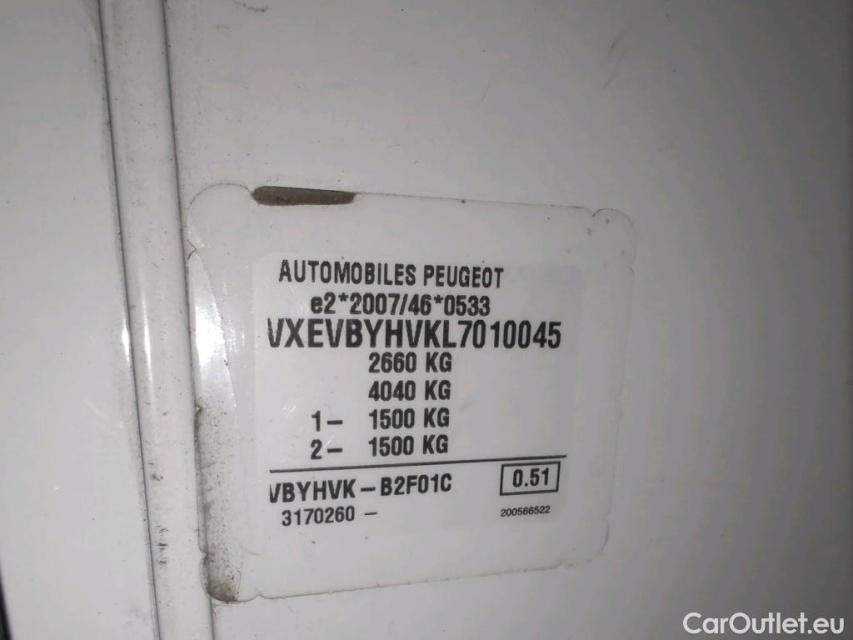 AUTOMOBILES PEUGEOT
e2*2007/46*0533
VXEVBYHVKL7010045
2660 KG
4040 KG
1- 1500 KG
2- 1500 KG
VBYHVK - B2F01C 0.51
3170260 - 200566522
CarOutlet.eu